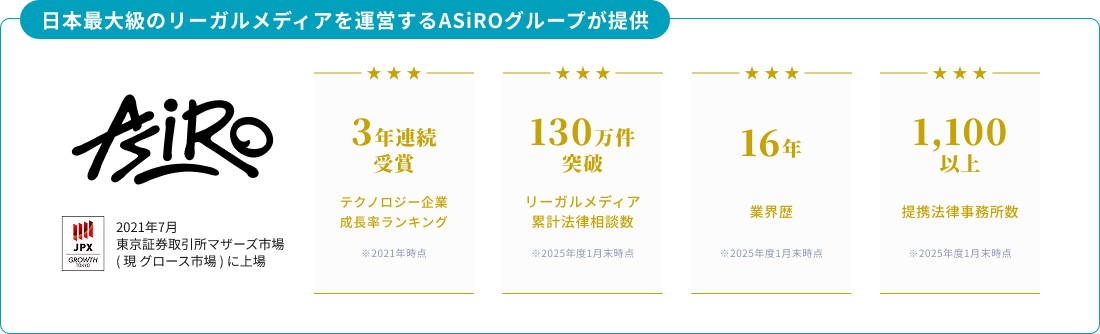 日本最大級のリーガルメディアを運営するASiROグループが提供
ASiRO
JPX
GROWTH
TOKYO
2021年7月
東京証券取引所マザーズ市場
( 現 グロース市場 ) に上場
★ ★ ★
3年連続
受賞
テクノロジー企業
成長率ランキング
※2021年時点
★ ★ ★
130万件
突破
リーガルメディア
累計法律相談数
※2025年度1月末時点
★ ★ ★
16年
業界歴
※2025年度1月末時点
★ ★ ★
1,100
以上
提携法律事務所数
※2025年度1月末時点